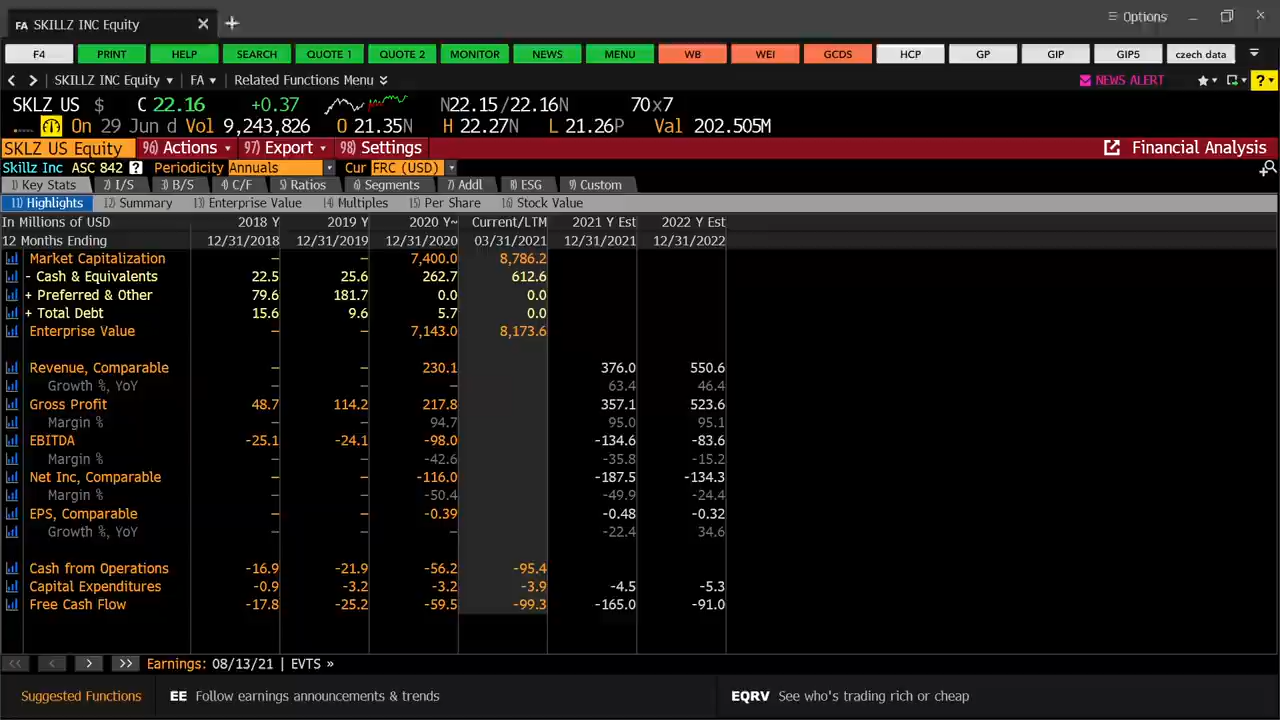 FA SKILLZ INC Equity × +
Options
F4 PRINT HELP SEARCH QUOTE 1 QUOTE 2 MONITOR NEWS MENU WB WEI GCDS HCP GP GIP GIP5 czech data
< > SKILLZ INC Equity FA Related Functions Menu NEWS ALERT ?
SKLZ US $ C 22.16 +0.37 N22.15/22.16N 70x7
On 29 Jun d Vol 9,243,826 O 21.35N H 22.27N L 21.26P Val 202.505M
SKLZ US Equity 96) Actions 97) Export 98) Settings Financial Analysis
Skillz Inc ASC 842 ? Periodicity Annuals Cur FRC (USD)
1) Key Stats 2) I/S 3) B/S 4) C/F 5) Ratios 6) Segments 7) Addl 8) ESG 9) Custom
11) Highlights 12) Summary 13) Enterprise Value 14) Multiples 15) Per Share 16) Stock Value
In Millions of USD 2018 Y 2019 Y 2020 Y~ Current/LTM 2021 Y Est 2022 Y Est
12 Months Ending 12/31/2018 12/31/2019 12/31/2020 03/31/2021 12/31/2021 12/31/2022
Market Capitalization – – 7,400.0 8,786.2
- Cash & Equivalents 22.5 25.6 262.7 612.6
+ Preferred & Other 79.6 181.7 0.0 0.0
+ Total Debt 15.6 9.6 5.7 0.0
Enterprise Value – – 7,143.0 8,173.6
Revenue, Comparable – – 230.1 376.0 550.6
Growth %, YoY – – – 63.4 46.4
Gross Profit 48.7 114.2 217.8 357.1 523.6
Margin % – – 94.7 95.0 95.1
EBITDA -25.1 -24.1 -98.0 -134.6 -83.6
Margin % – – -42.6 -35.8 -15.2
Net Inc, Comparable – – -116.0 -187.5 -134.3
Margin % – – -50.4 -49.9 -24.4
EPS, Comparable – – -0.39 -0.48 -0.32
Growth %, YoY – – – -22.4 34.6
Cash from Operations -16.9 -21.9 -56.2 -95.4
Capital Expenditures -0.9 -3.2 -3.2 -3.9 -4.5 -5.3
Free Cash Flow -17.8 -25.2 -59.5 -99.3 -165.0 -91.0
<< < > >> Earnings: 08/13/21 | EVTS »
Suggested Functions EE Follow earnings announcements & trends EQRV See who's trading rich or cheap